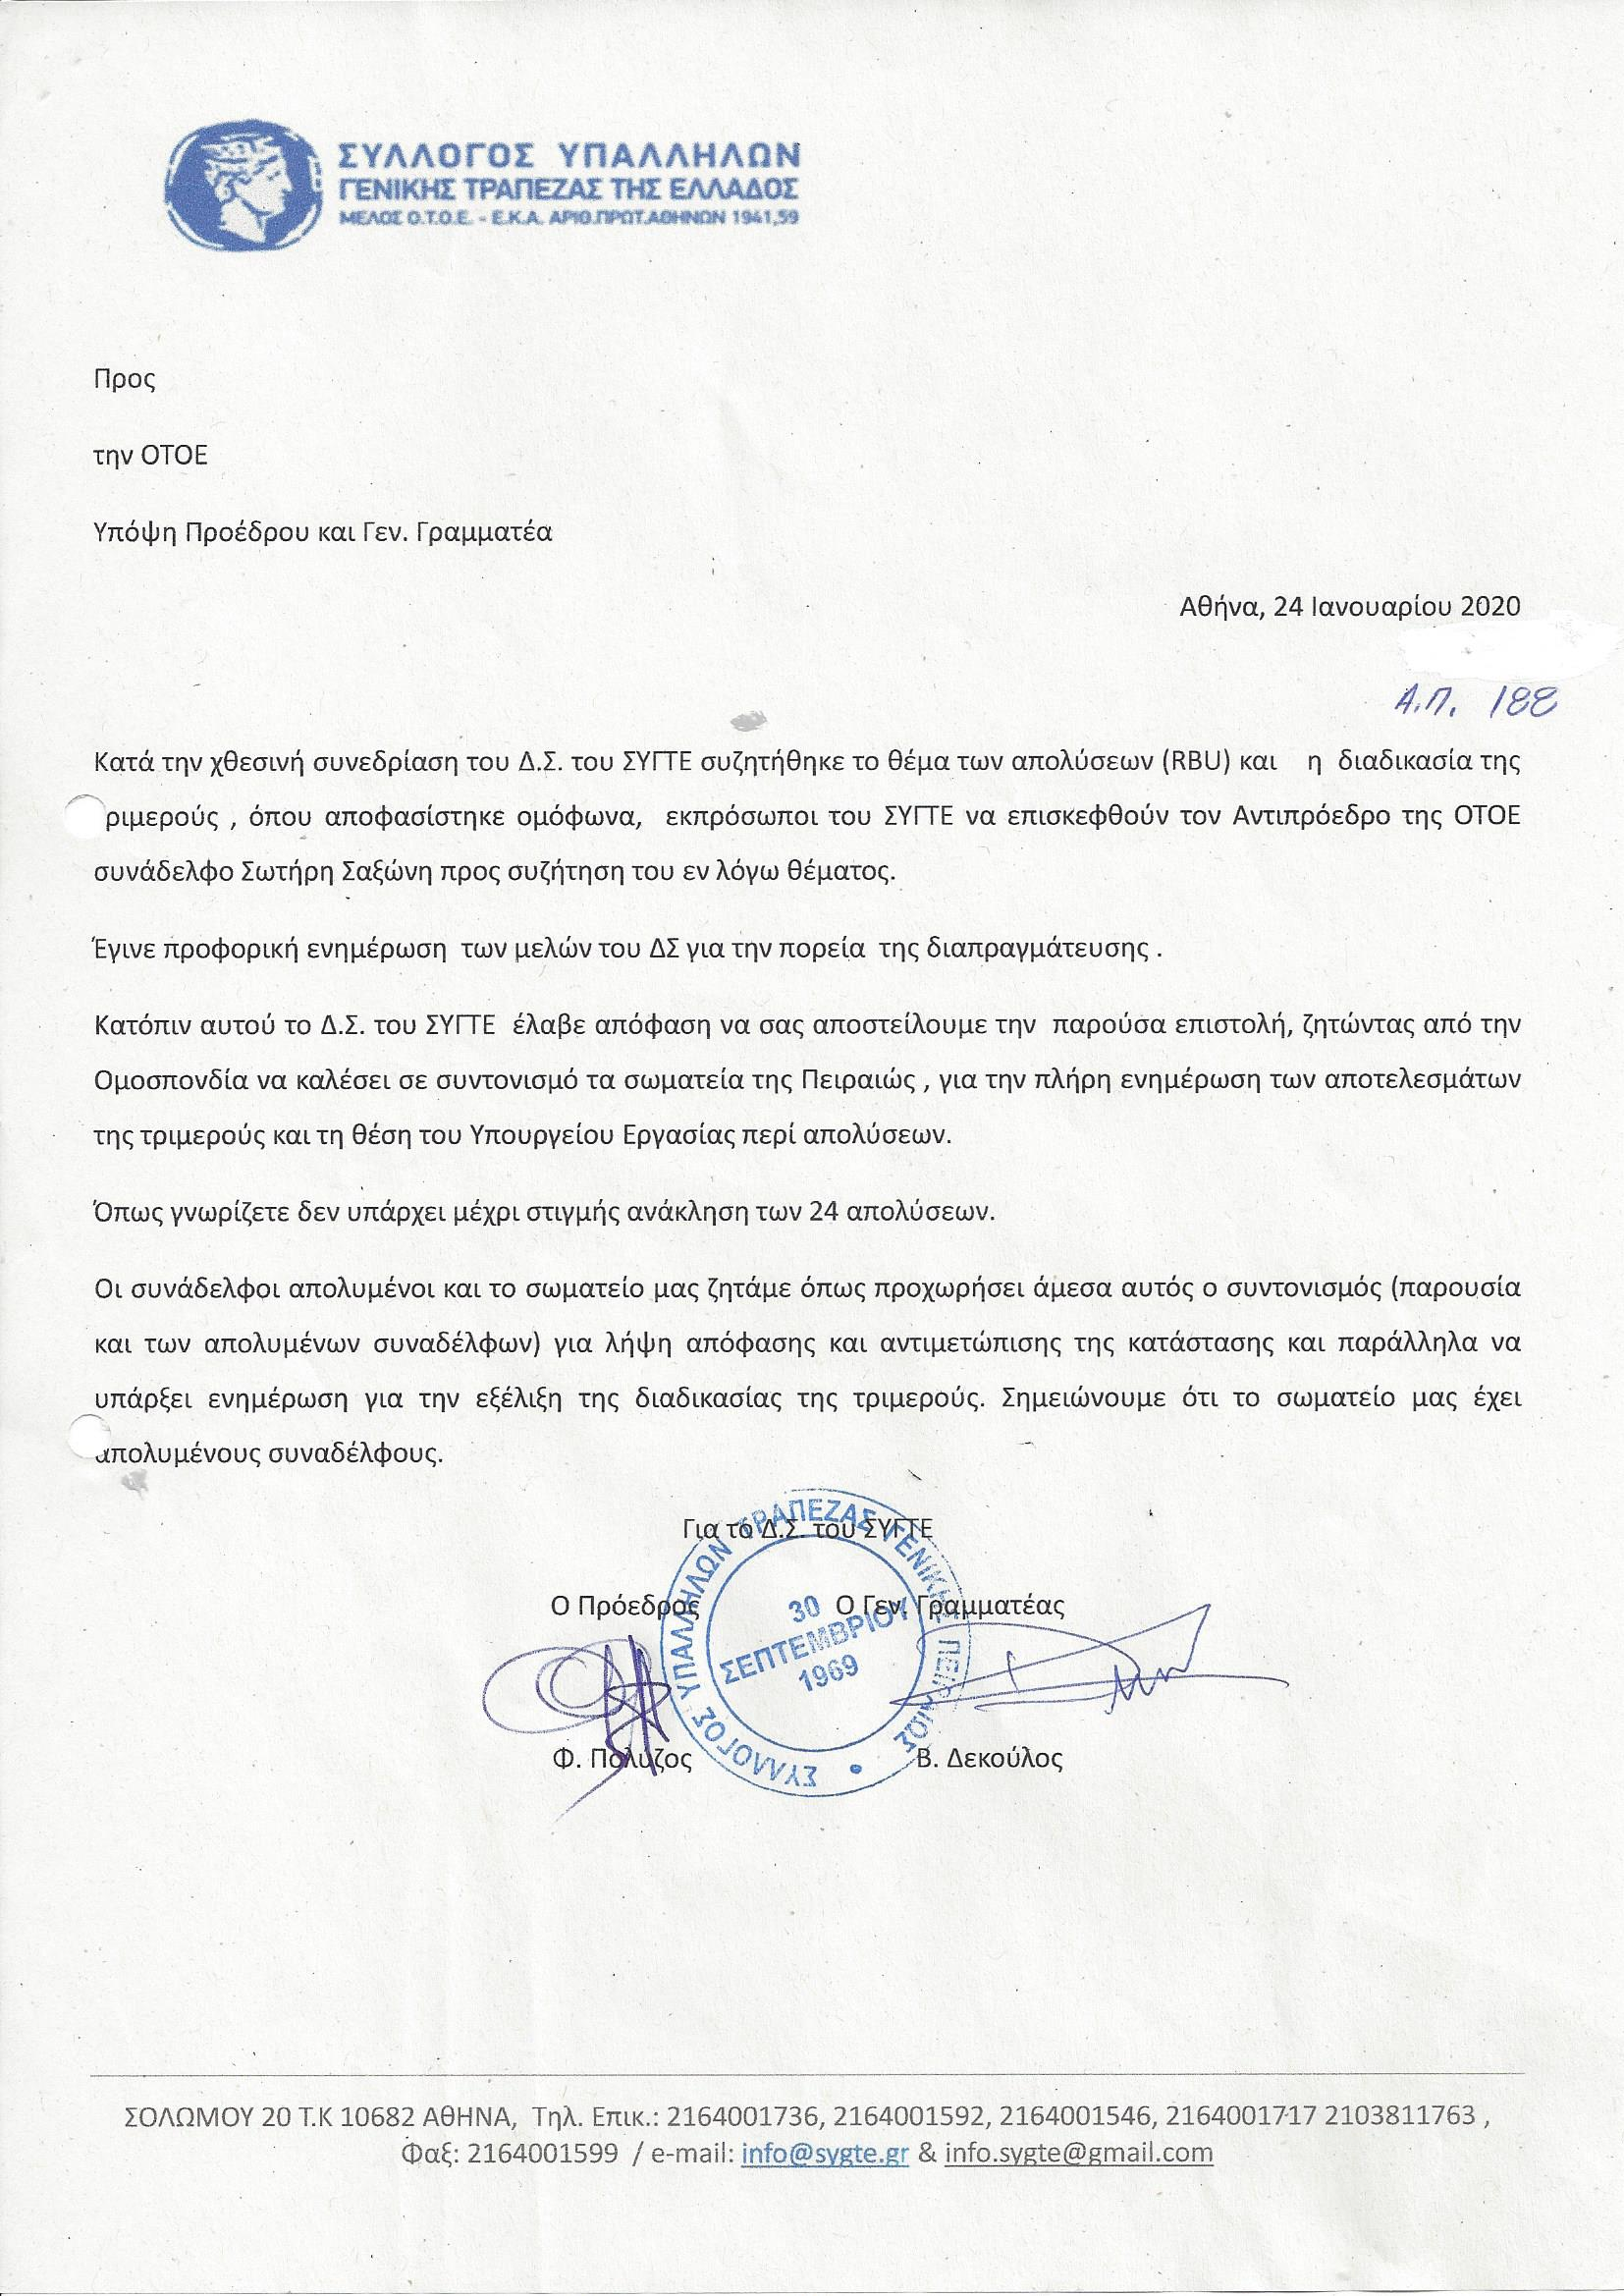 ΣΥΛΛΟΓΟΣ ΥΠΑΛΛΗΛΩΝ
ΓΕΝΙΚΗΣ ΤΡΑΠΕΖΑΣ ΤΗΣ ΕΛΛΑΔΟΣ
ΜΕΛΟΣ Ο.Τ.Ο.Ε. - Ε.Κ.Α. ΑΡΙΘ.ΠΡΩΤ.ΑΘΗΝΩΝ 1941,59
Προς
την ΟΤΟΕ
Υπόψη Προέδρου και Γεν. Γραμματέα
Αθήνα, 24 Ιανουαρίου 2020
Α.Π. 188
Κατά την χθεσινή συνεδρίαση του Δ.Σ. του ΣΥΓΤΕ συζητήθηκε το θέμα των απολύσεων (RBU) και η διαδικασία της
ριμερούς , όπου αποφασίστηκε ομόφωνα, εκπρόσωποι του ΣΥΓΤΕ να επισκεφθούν τον Αντιπρόεδρο της ΟΤΟΕ
συνάδελφο Σωτήρη Σαξώνη προς συζήτηση του εν λόγω θέματος.
Έγινε προφορική ενημέρωση των μελών του ΔΣ για την πορεία της διαπραγμάτευσης .
Κατόπιν αυτού το Δ.Σ. του ΣΥΓΤΕ έλαβε απόφαση να σας αποστείλουμε την παρούσα επιστολή, ζητώντας από την
Ομοσπονδία να καλέσει σε συντονισμό τα σωματεία της Πειραιώς , για την πλήρη ενημέρωση των αποτελεσμάτων
της τριμερούς και τη θέση του Υπουργείου Εργασίας περί απολύσεων.
Όπως γνωρίζετε δεν υπάρχει μέχρι στιγμής ανάκληση των 24 απολύσεων.
Οι συνάδελφοι απολυμένοι και το σωματείο μας ζητάμε όπως προχωρήσει άμεσα αυτός ο συντονισμός (παρουσία
και των απολυμένων συναδέλφων) για λήψη απόφασης και αντιμετώπισης της κατάστασης και παράλληλα να
υπάρξει ενημέρωση για την εξέλιξη της διαδικασίας της τριμερούς. Σημειώνουμε ότι το σωματείο μας έχει
απολυμένους συναδέλφους.
Για το Δ.Σ. του ΣΥΓΤΕ
Ο Πρόεδρος Ο Γεν. Γραμματέας
ΣΥΛΛΟΓΟΣ ΥΠΑΛΛΗΛΩΝ ΤΡΑΠΕΖΑΣ ΓΕΝΙΚΗΣ ΠΕΙΡΑΙΩΣ
30
ΣΕΠΤΕΜΒΡΙΟΥ
1969
Φ. Πολύζος Β. Δεκούλος
ΣΟΛΩΜΟΥ 20 Τ.Κ 10682 ΑΘΗΝΑ, Τηλ. Επικ.: 2164001736, 2164001592, 2164001546, 2164001717 2103811763 ,
Φαξ: 2164001599 / e-mail: info@sygte.gr & info.sygte@gmail.com